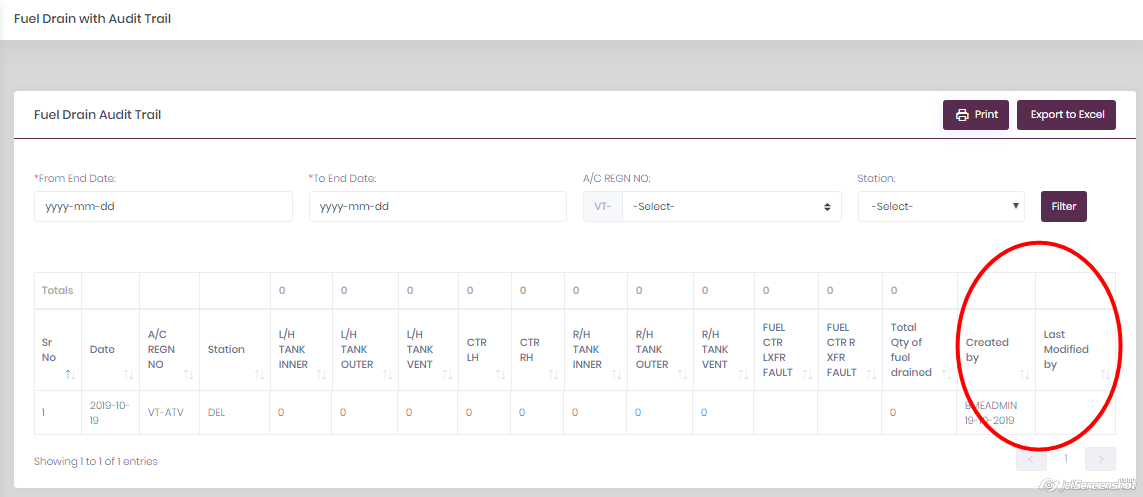 Fuel Drain with Audit Trail
Fuel Drain Audit Trail
Print
Export to Excel
*From End Date:
*To End Date:
A/C REGN NO:
Station:
yyyy-mm-dd
yyyy-mm-dd
VT-
-Select-
-Select-
Filter
Totals
0
0
0
0
0
0
0
0
0
0
0
Sr
No
Date
A/C
REGN
NO
Station
L/H
TANK
INNER
L/H
TANK
OUTER
L/H
TANK
VENT
CTR
LH
CTR
RH
R/H
TANK
INNER
R/H
TANK
OUTER
R/H
TANK
VENT
FUEL
CTR
LXFR
FAULT
FUEL
CTR R
XFR
FAULT
Total
Qty of
fuel
drained
Created
by
Last
Modified
by
1
2019-10-
19
VT-ATV
DEL
0
0
0
0
0
0
0
0
0
BMEADMIN
19-10-2019
Showing 1 to 1 of 1 entries
1
jetScreenshot